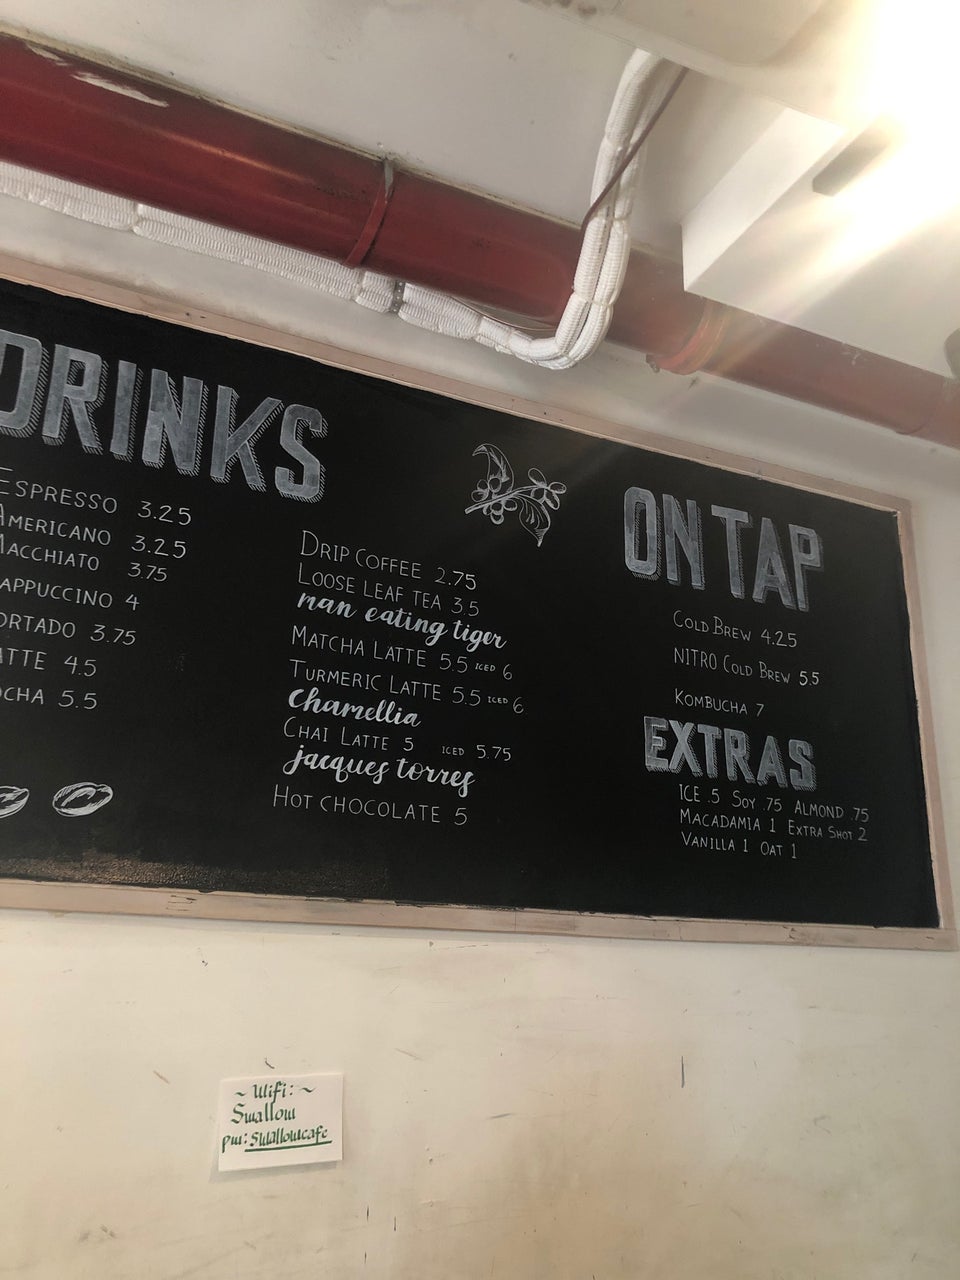 DRINKS
ESPRESSO 3.25
AMERICANO 3.25
MACCHIATO 3.75
APPUCCINO 4
ORTADO 3.75
ATTE 4.5
OCHA 5.5
DRIP COFFEE 2.75
LOOSE LEAF TEA 3.5
man eating tiger
MATCHA LATTE 5.5 ICED 6
TURMERIC LATTE 5.5 ICED 6
Chamellia
CHAI LATTE 5 ICED 5.75
jacques torres
HOT CHOCOLATE 5
ON TAP
COLD BREW 4.25
NITRO COLD BREW 5.5
KOMBUCHA 7
EXTRAS
ICE .5 SOY .75 ALMOND .75
MACADAMIA 1 EXTRA SHOT 2
VANILLA 1 OAT 1
~ Wifi: ~
Swallow
pw: swallowcafe